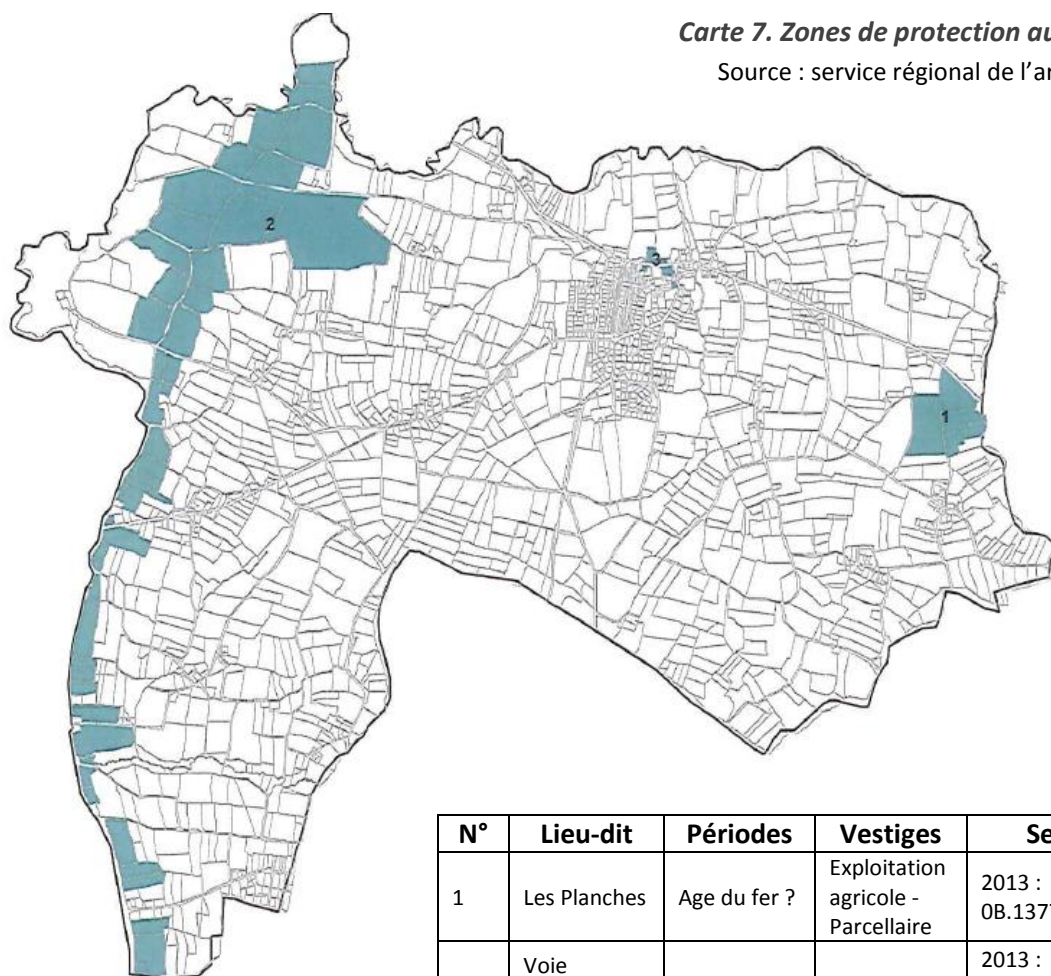 Carte 7. Zones de protection au
Source : service régional de l'ar
2
3
1
N° Lieu-dit Périodes Vestiges Se
1 Les Planches Age du fer ? Exploitation agricole - Parcellaire 2013 : 0B.137
Voie 2013 :